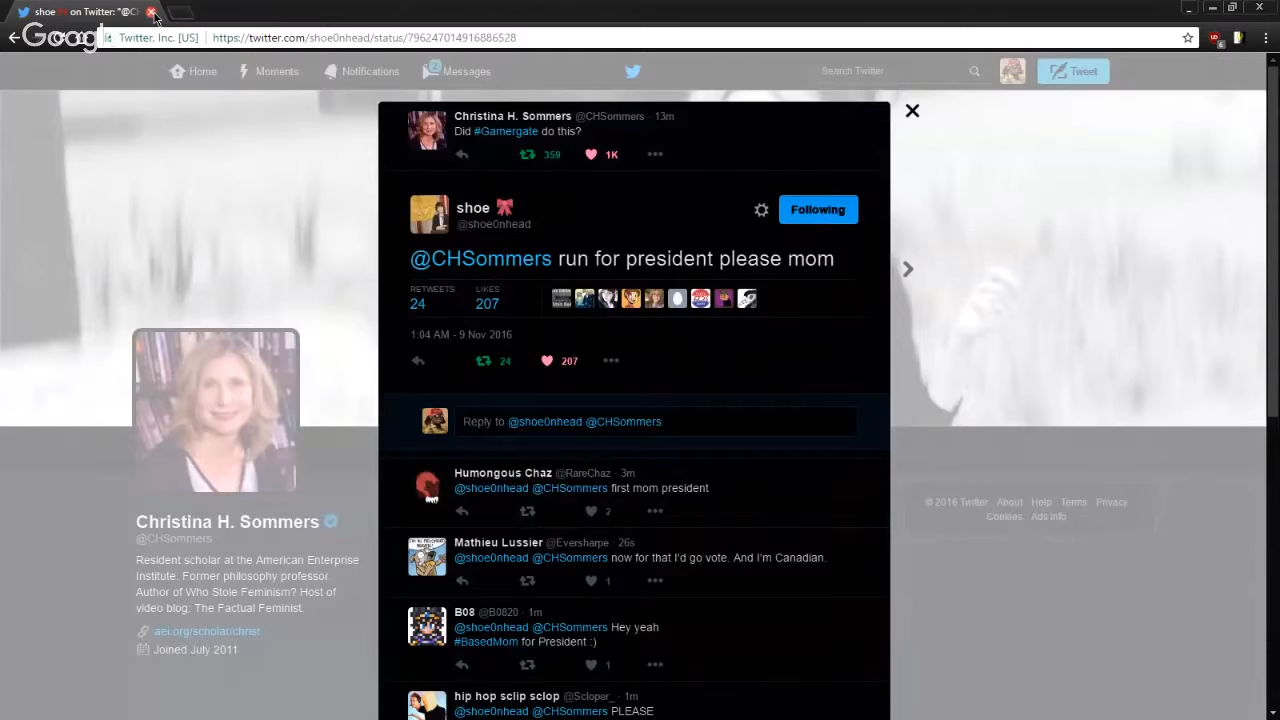 shoe 🎀 on Twitter: "@CH
Google
Twitter, Inc. [US]
https://twitter.com/shoe0nhead/status/796247014916886528
6
Home
Moments
Notifications
2
Messages
Search Twitter
Tweet
Christina H. Sommers @CHSommers · 13m
Did #Gamergate do this?
359
1K
shoe 🎀
@shoe0nhead
Following
@CHSommers run for president please mom
RETWEETS
24
LIKES
207
1:04 AM - 9 Nov 2016
24
207
Reply to @shoe0nhead @CHSommers
Humongous Chaz @RareChaz · 3m
@shoe0nhead @CHSommers first mom president
2
Mathieu Lussier @Eversharpe · 26s
@shoe0nhead @CHSommers now for that I'd go vote. And I'm Canadian.
1
B08 @B0820 · 1m
@shoe0nhead @CHSommers Hey yeah
#BasedMom for President :)
1
hip hop sclip sclop @Scloper_ · 1m
@shoe0nhead @CHSommers PLEASE
Christina H. Sommers
@CHSommers
Resident scholar at the American Enterprise
Institute. Former philosophy professor.
Author of Who Stole Feminism? Host of
video blog: The Factual Feminist.
aei.org/scholar/christ
Joined July 2011
© 2016 Twitter About Help Terms Privacy
Cookies Ads info